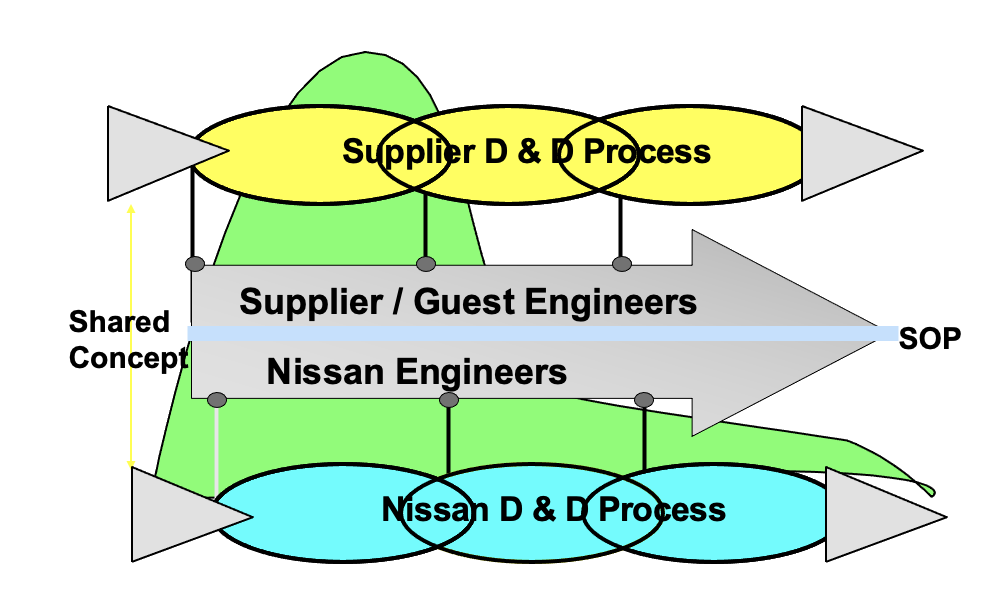 Supplier D & D Process
Supplier / Guest Engineers
Shared
Concept
SOP
Nissan Engineers
Nissan D & D Process